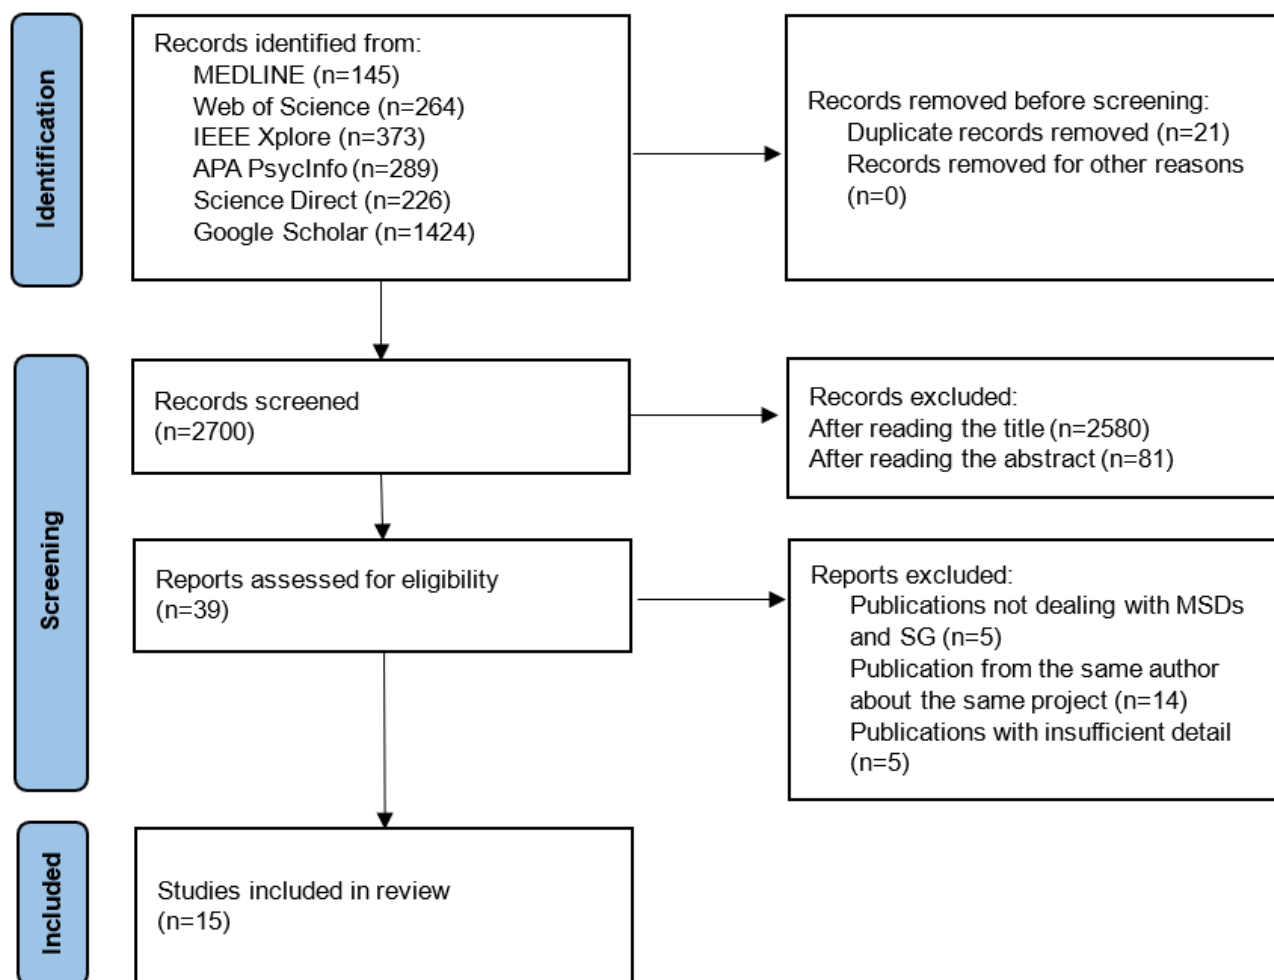 Identification
Records identified from:
MEDLINE (n=145)
Web of Science (n=264)
IEEE Xplore (n=373)
APA PsycInfo (n=289)
Science Direct (n=226)
Google Scholar (n=1424)
Records removed before screening:
Duplicate records removed (n=21)
Records removed for other reasons
(n=0)
Screening
Records screened
(n=2700)
Records excluded:
After reading the title (n=2580)
After reading the abstract (n=81)
Reports assessed for eligibility
(n=39)
Reports excluded:
Publications not dealing with MSDs
and SG (n=5)
Publication from the same author
about the same project (n=14)
Publications with insufficient detail
(n=5)
Included
Studies included in review
(n=15)